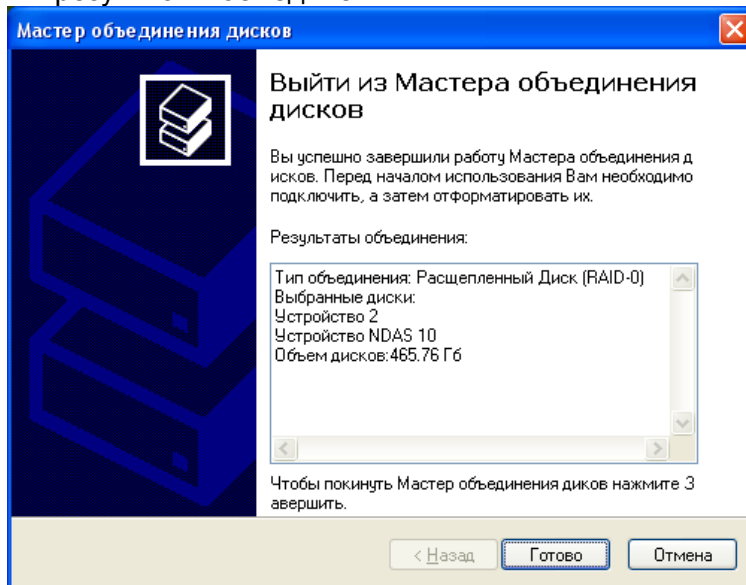 Мастер объединения дисков
Выйти из Мастера объединения
дисков
Вы успешно завершили работу Мастера объединения д
исков. Перед началом использования Вам необходимо
подключить, а затем отформатировать их.
Результаты объединения:
Тип объединения: Расщепленный Диск (RAID-0)
Выбранные диски:
Устройство 2
Устройство NDAS 10
Объем дисков:465.76 Гб
Чтобы покинуть Мастер объединения диков нажмите З
авершить.
< Назад
Готово
Отмена